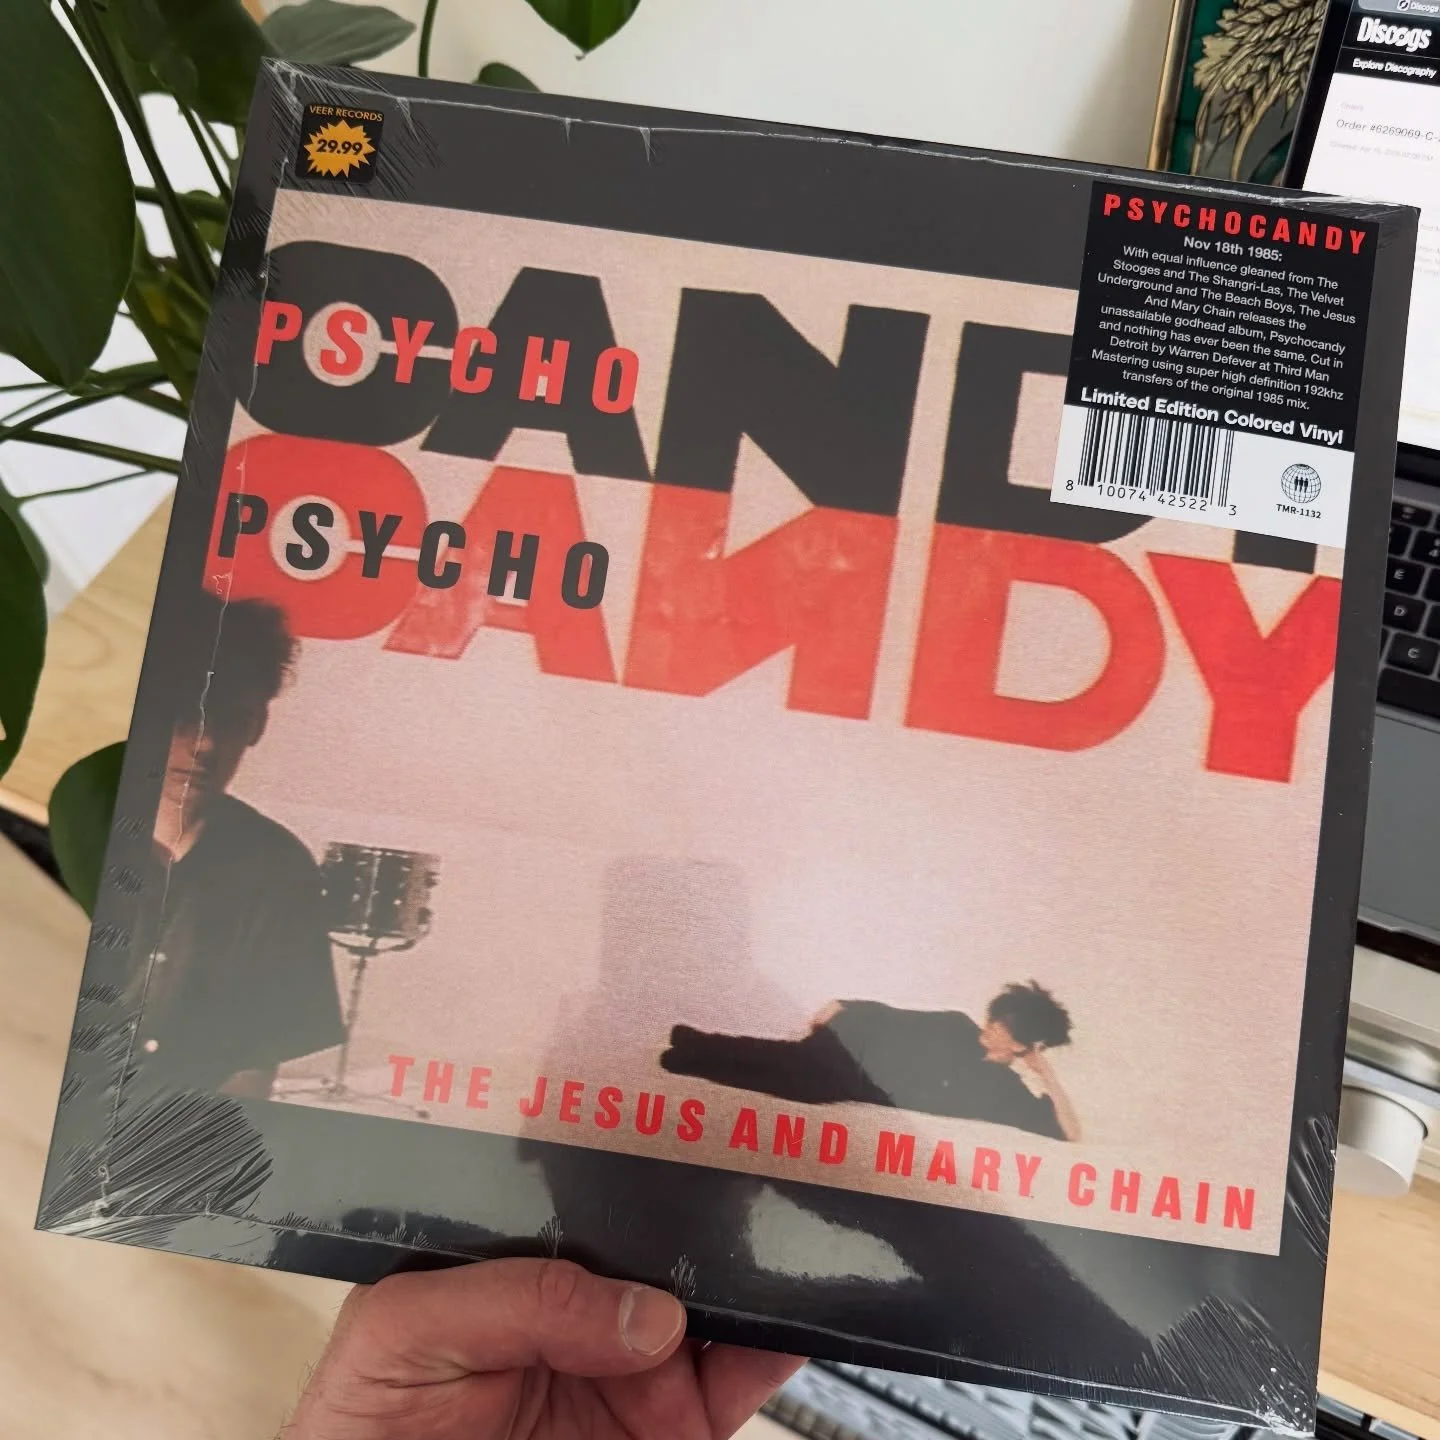 VEER RECORDS
29.99
PSYCHOCANDY
Nov 18th 1985:
With equal influence gleaned from The
Stooges and The Shangri-Las, The Velvet
Underground and The Beach Boys, The Jesus
And Mary Chain releases the
unassailable godhead album, Psychocandy
and nothing has ever been the same. Cut in
Detroit by Warren Defever at Third Man
Mastering using super high definition 192khz
transfers of the original 1985 mix.
Limited Edition Colored Vinyl
8 10074 42522 3
TMR-1132
CANDY
PSYCHO
CANDY
PSYCHO
THE JESUS AND MARY CHAIN
Discogs
Discogs
Explore Discography
Order #6269069-C-
E
D
C